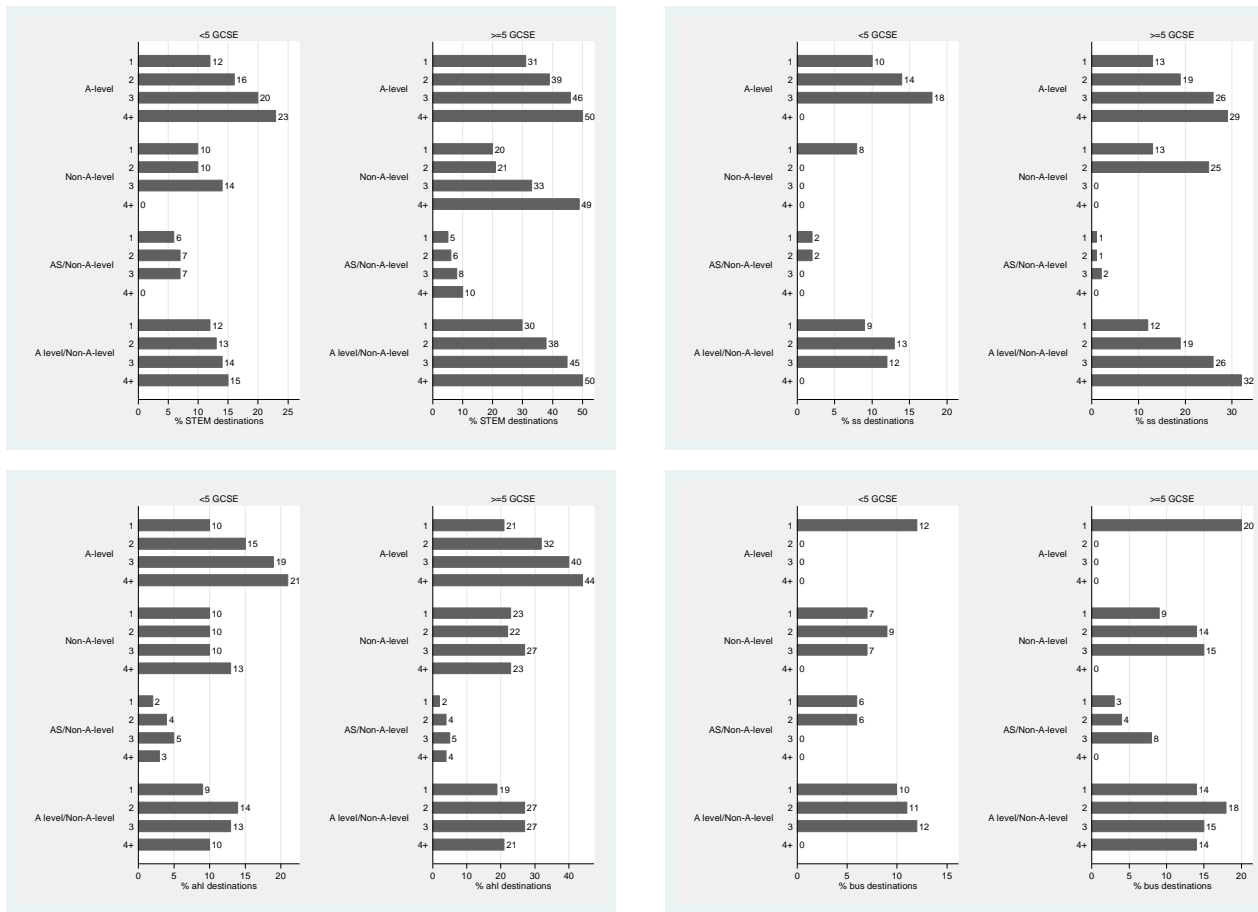 <5 GCSE
>=5 GCSE
A-level
1 12
2 16
3 20
4+ 23
Non-A-level
1 10
2 10
3 14
4+ 0
AS/Non-A-level
1 6
2 7
3 7
4+ 0
A level/Non-A-level
1 12
2 13
3 14
4+ 15
0 5 10 15 20 25
% STEM destinations
A-level
1 31
2 39
3 46
4+ 50
Non-A-level
1 20
2 21
3 33
4+ 49
AS/Non-A-level
1 5
2 6
3 8
4+ 10
A level/Non-A-level
1 30
2 38
3 45
4+ 50
0 10 20 30 40 50
% STEM destinations
<5 GCSE
>=5 GCSE
A-level
1 10
2 14
3 18
4+ 0
Non-A-level
1 8
2 0
3 0
4+ 0
AS/Non-A-level
1 2
2 2
3 0
4+ 0
A level/Non-A-level
1 9
2 13
3 12
4+ 0
0 5 10 15 20
% ss destinations
A-level
1 13
2 19
3 26
4+ 29
Non-A-level
1 13
2 25
3 0
4+ 0
AS/Non-A-level
1 1
2 1
3 2
4+ 0
A level/Non-A-level
1 12
2 19
3 26
4+ 32
0 10 20 30
% ss destinations
<5 GCSE
>=5 GCSE
A-level
1 10
2 15
3 19
4+ 21
Non-A-level
1 10
2 10
3 10
4+ 13
AS/Non-A-level
1 2
2 4
3 5
4+ 3
A level/Non-A-level
1 9
2 14
3 13
4+ 10
0 5 10 15 20
% ahl destinations
A-level
1 21
2 32
3 40
4+ 44
Non-A-level
1 23
2 22
3 27
4+ 23
AS/Non-A-level
1 2
2 4
3 5
4+ 4
A level/Non-A-level
1 19
2 27
3 27
4+ 21
0 10 20 30 40
% ahl destinations
<5 GCSE
>=5 GCSE
A-level
1 12
2 0
3 0
4+ 0
Non-A-level
1 7
2 9
3 7
4+ 0
AS/Non-A-level
1 6
2 6
3 0
4+ 0
A level/Non-A-level
1 10
2 11
3 12
4+ 0
0 5 10 15
% bus destinations
A-level
1 20
2 0
3 0
4+ 0
Non-A-level
1 9
2 14
3 15
4+ 0
AS/Non-A-level
1 3
2 4
3 8
4+ 0
A level/Non-A-level
1 14
2 18
3 15
4+ 14
0 5 10 15 20
% bus destinations